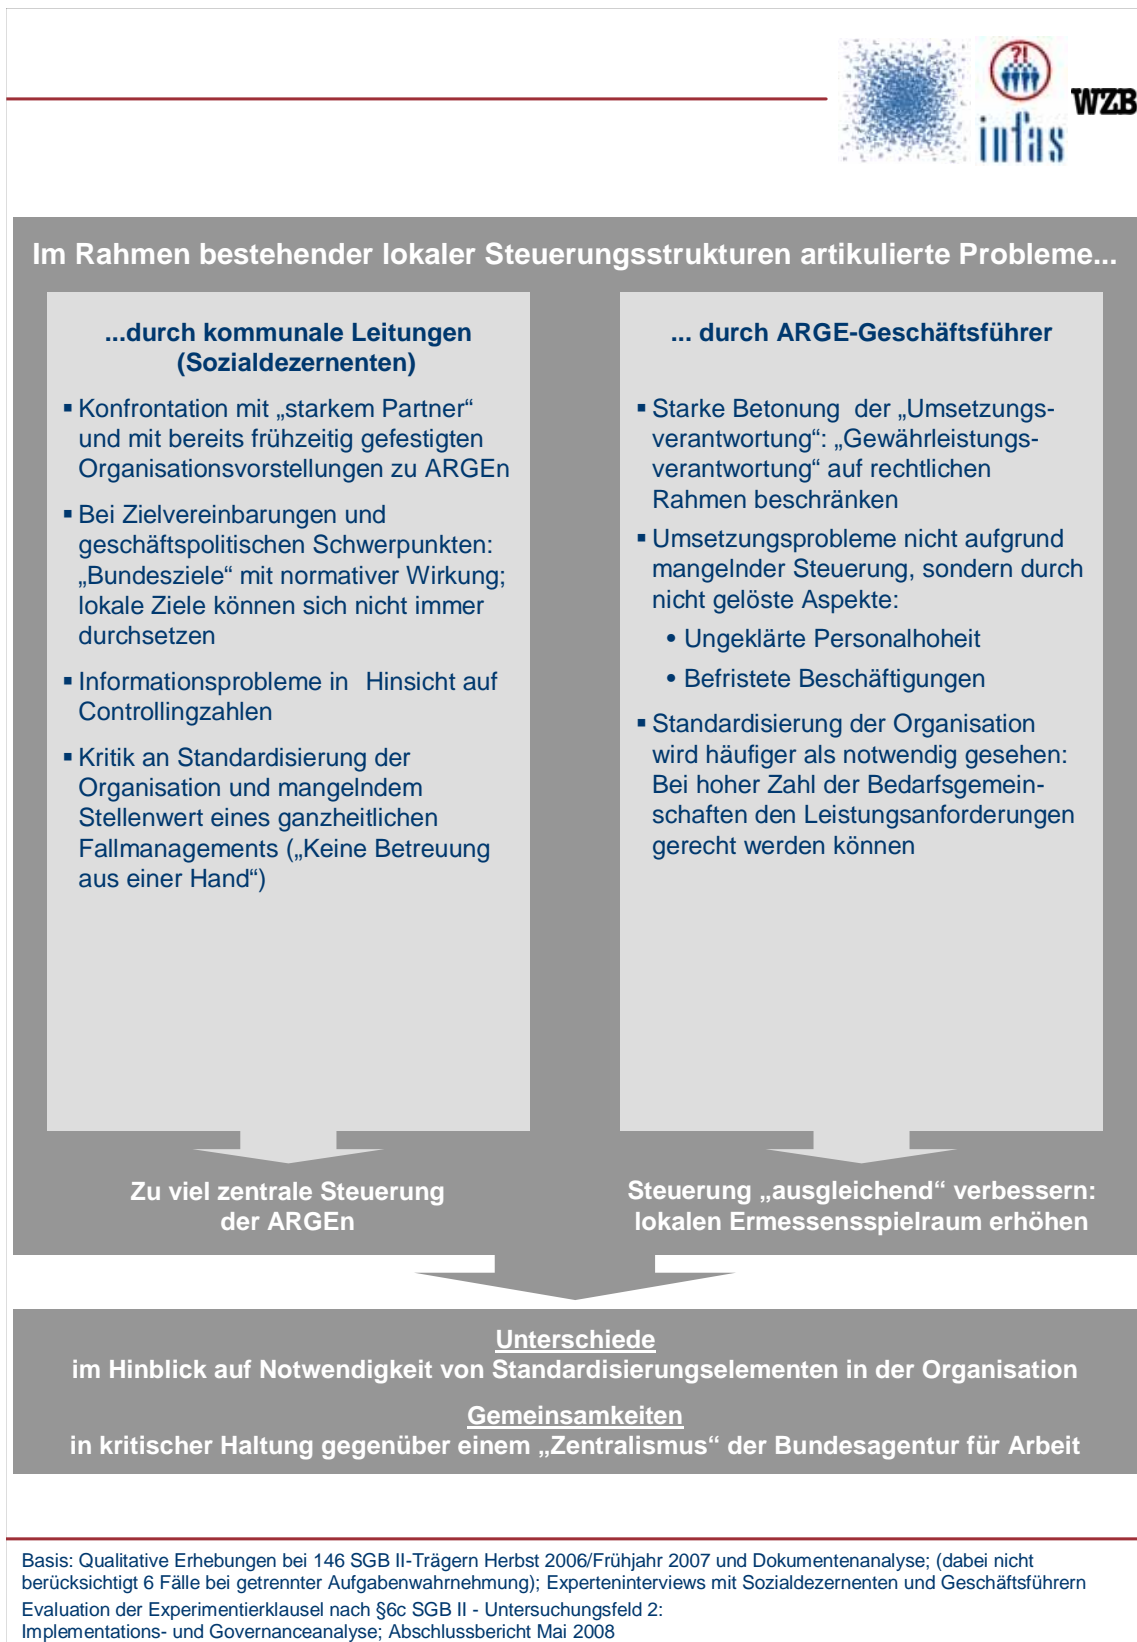 ?!
infas
WZB
Im Rahmen bestehender lokaler Steuerungsstrukturen artikulierte Probleme...
...durch kommunale Leitungen
(Sozialdezernenten)
▪ Konfrontation mit „starkem Partner“
und mit bereits frühzeitig gefestigten
Organisationsvorstellungen zu ARGEn
▪ Bei Zielvereinbarungen und
geschäftspolitischen Schwerpunkten:
„Bundesziele“ mit normativer Wirkung;
lokale Ziele können sich nicht immer
durchsetzen
▪ Informationsprobleme in Hinsicht auf
Controllingzahlen
▪ Kritik an Standardisierung der
Organisation und mangelndem
Stellenwert eines ganzheitlichen
Fallmanagements („Keine Betreuung
aus einer Hand“)
Zu viel zentrale Steuerung
der ARGEn
... durch ARGE-Geschäftsführer
▪ Starke Betonung der „Umsetzungs-
verantwortung“: „Gewährleistungs-
verantwortung“ auf rechtlichen
Rahmen beschränken
▪ Umsetzungsprobleme nicht aufgrund
mangelnder Steuerung, sondern durch
nicht gelöste Aspekte:
• Ungeklärte Personalhoheit
• Befristete Beschäftigungen
▪ Standardisierung der Organisation
wird häufiger als notwendig gesehen:
Bei hoher Zahl der Bedarfsgemein-
schaften den Leistungsanforderungen
gerecht werden können
Steuerung „ausgleichend“ verbessern:
lokalen Ermessensspielraum erhöhen
Unterschiede
im Hinblick auf Notwendigkeit von Standardisierungselementen in der Organisation
Gemeinsamkeiten
in kritischer Haltung gegenüber einem „Zentralismus“ der Bundesagentur für Arbeit
Basis: Qualitative Erhebungen bei 146 SGB II-Trägern Herbst 2006/Frühjahr 2007 und Dokumentenanalyse; (dabei nicht
berücksichtigt 6 Fälle bei getrennter Aufgabenwahrnehmung); Experteninterviews mit Sozialdezernenten und Geschäftsführern
Evaluation der Experimentierklausel nach §6c SGB II - Untersuchungsfeld 2:
Implementations- und Governanceanalyse; Abschlussbericht Mai 2008